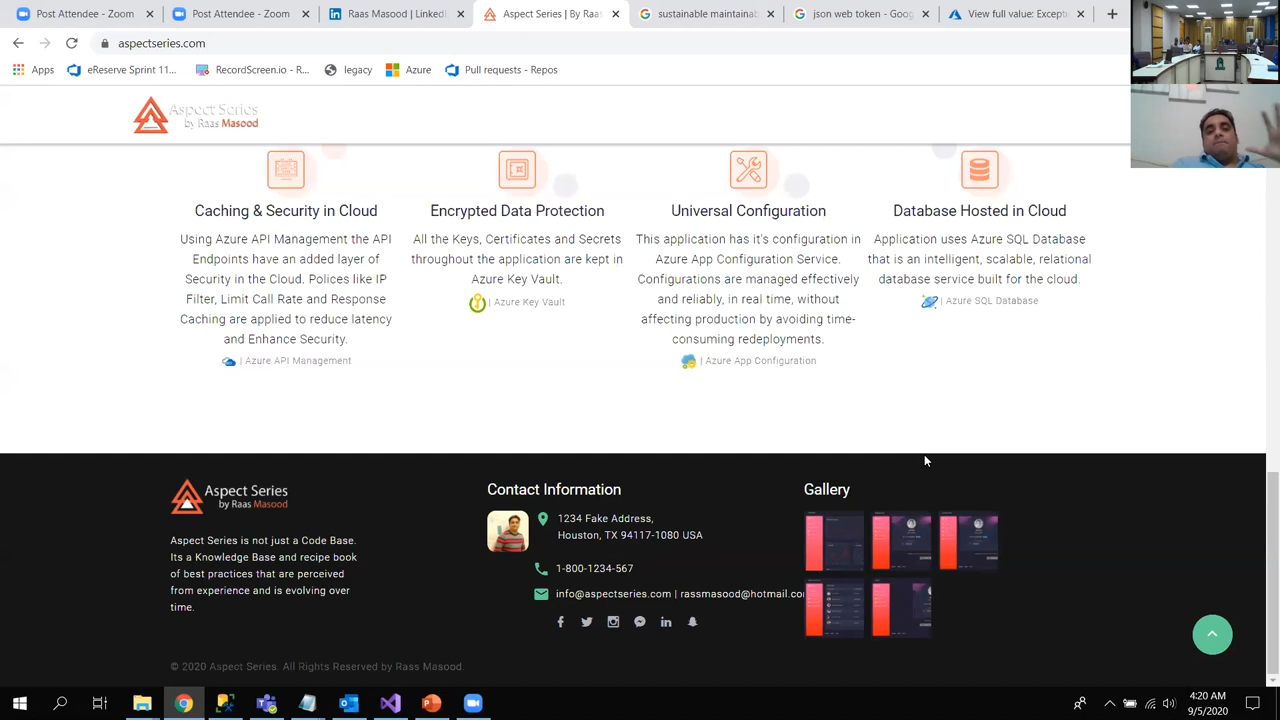 Post Attendee - Zoom
Post Attendee - Zoom
Raas Masood | LinkedI
Aspect Series | By Raas
sustainable maintainab
json web token - Goog
View full value: Excepti
aspectseries.com
Apps
eReserve Sprint 11...
RecordScreen.io - R...
legacy
Azure
Pull requests - Repos
Aspect Series
by Raas Masood
Caching & Security in Cloud
Using Azure API Management the API
Endpoints have an added layer of
Security in the Cloud. Polices like IP
Filter, Limit Call Rate and Response
Caching are applied to reduce latency
and Enhance Security.
| Azure API Management
Encrypted Data Protection
All the Keys, Certificates and Secrets
throughout the application are kept in
Azure Key Vault.
| Azure Key Vault
Universal Configuration
This application has it's configuration in
Azure App Configuration Service.
Configurations are managed effectively
and reliably, in real time, without
affecting production by avoiding time-
consuming redeployments.
| Azure App Configuration
Database Hosted in Cloud
Application uses Azure SQL Database
that is an intelligent, scalable, relational
database service built for the cloud.
| Azure SQL Database
Aspect Series
by Raas Masood
Aspect Series is not just a Code Base.
Its a Knowledge Base and recipe book
of best practices that are perceived
from experience and is evolving over
time.
Contact Information
1234 Fake Address,
Houston, TX 94117-1080 USA
1-800-1234-567
info@aspectseries.com | rassmasood@hotmail.co
Gallery
© 2020 Aspect Series. All Rights Reserved by Rass Masood.
4:20 AM
9/5/2020